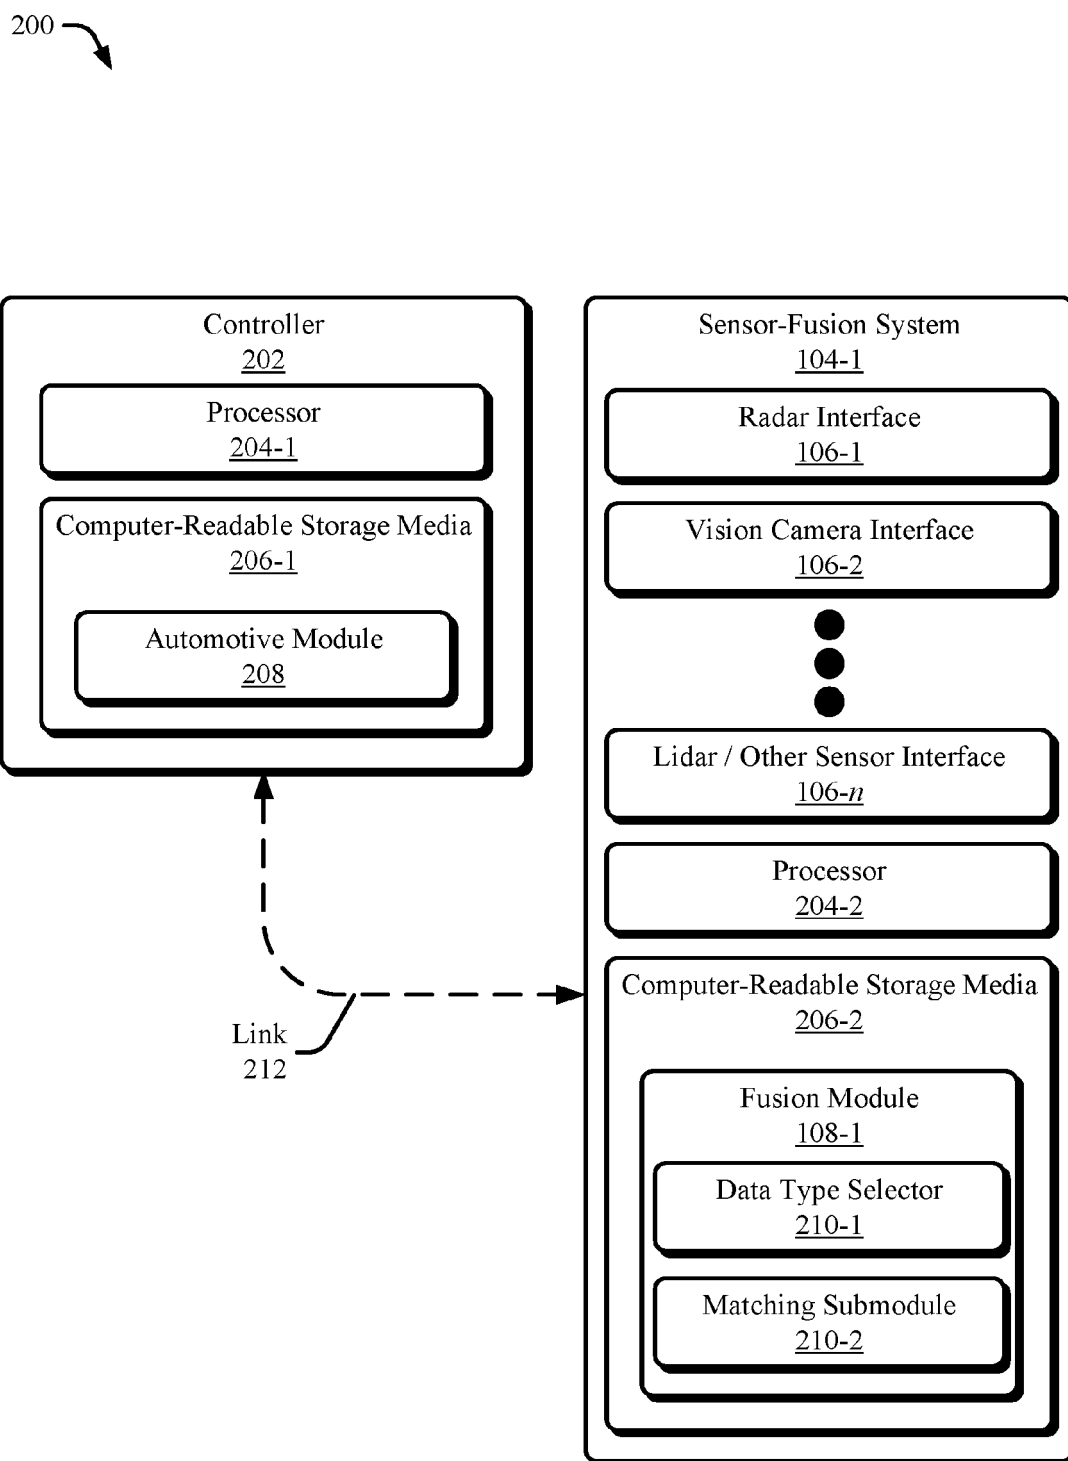 200
Controller
202
Processor
204-1
Computer-Readable Storage Media
206-1
Automotive Module
208
Link
212
Sensor-Fusion System
104-1
Radar Interface
106-1
Vision Camera Interface
106-2
Lidar / Other Sensor Interface
106-n
Processor
204-2
Computer-Readable Storage Media
206-2
Fusion Module
108-1
Data Type Selector
210-1
Matching Submodule
210-2